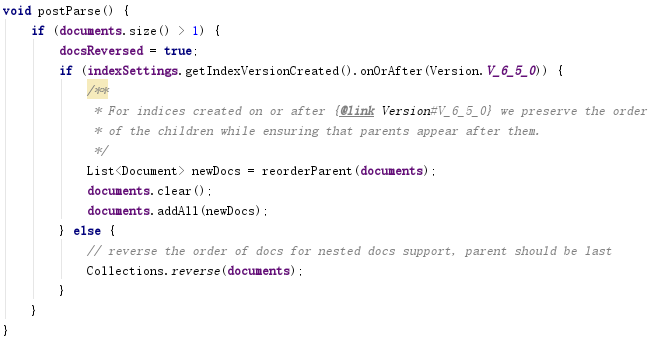 void postParse() {
    if (documents.size() > 1) {
        docsReversed = true;
        if (indexSettings.getIndexVersionCreated().onOrAfter(Version.V_6_5_0)) {
            /**
             * For indices created on or after {@link Version#V_6_5_0} we preserve the order
             * of the children while ensuring that parents appear after them.
             */
            List<Document> newDocs = reorderParent(documents);
            documents.clear();
            documents.addAll(newDocs);
        } else {
            // reverse the order of docs for nested docs support, parent should be last
            Collections.reverse(documents);
        }
    }
}